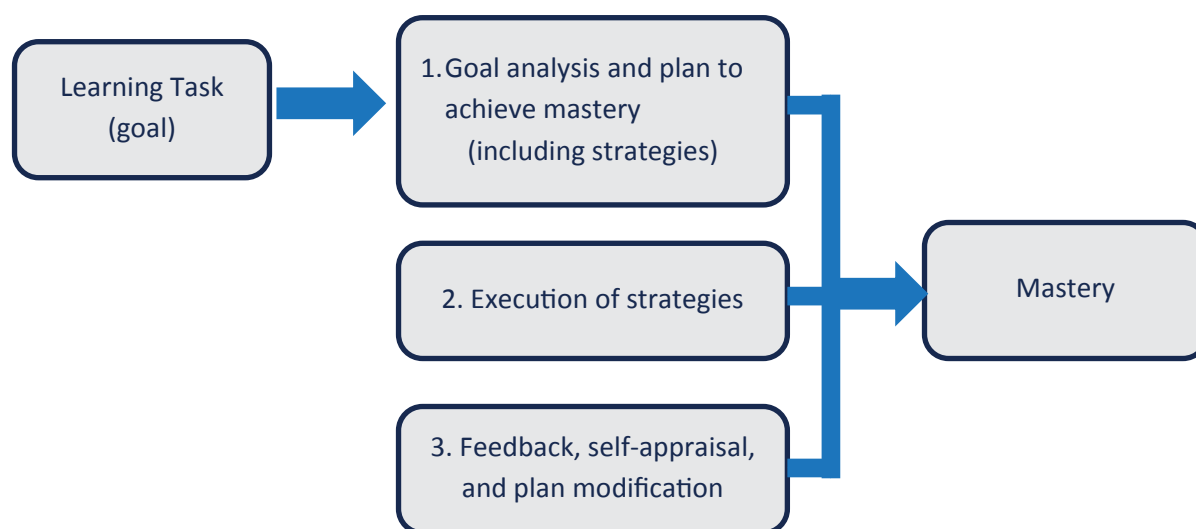 Learning Task
(goal)
1.Goal analysis and plan to
achieve mastery
(including strategies)
2. Execution of strategies
3. Feedback, self-appraisal,
and plan modification
Mastery